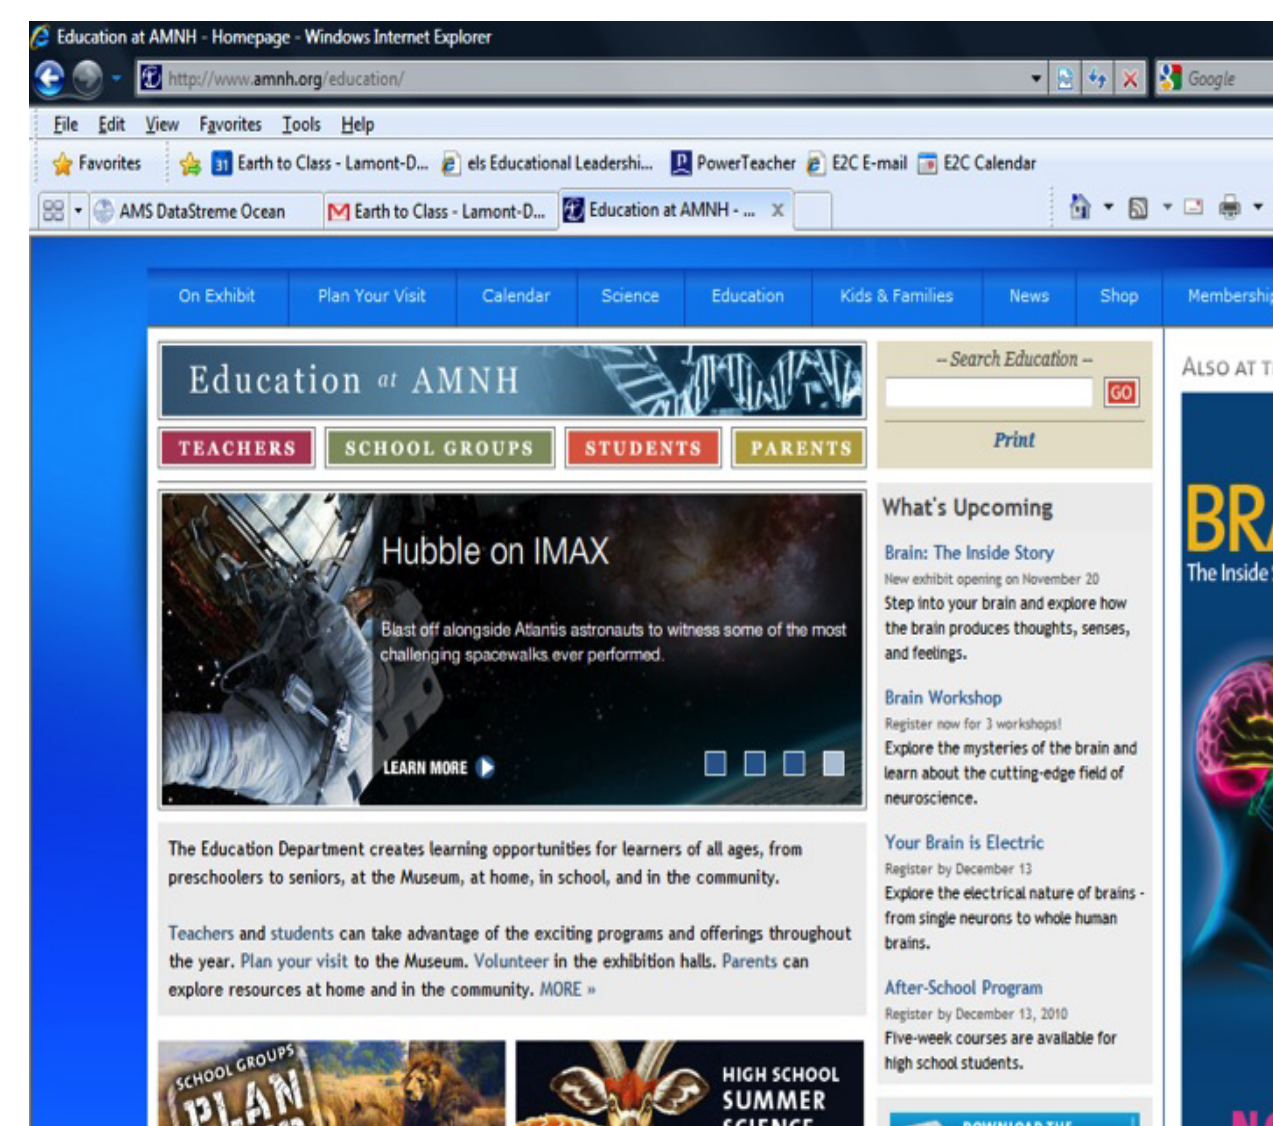 Education at AMNH - Homepage - Windows Internet Explorer
http://www.amnh.org/education/
Google
File Edit View Favorites Tools Help
Favorites 31 Earth to Class - Lamont-D... els Educational Leadershi... PowerTeacher E2C E-mail E2C Calendar
AMS DataStreme Ocean Earth to Class - Lamont-D... Education at AMNH - ... X
On Exhibit Plan Your Visit Calendar Science Education Kids & Families News Shop Membership
Education at AMNH
TEACHERS SCHOOL GROUPS STUDENTS PARENTS
-- Search Education --
GO
Print
Hubble on IMAX
Blast off alongside Atlantis astronauts to witness some of the most
challenging spacewalks ever performed.
LEARN MORE
The Education Department creates learning opportunities for learners of all ages, from
preschoolers to seniors, at the Museum, at home, in school, and in the community.
Teachers and students can take advantage of the exciting programs and offerings throughout
the year. Plan your visit to the Museum. Volunteer in the exhibition halls. Parents can
explore resources at home and in the community. MORE »
SCHOOL GROUPS
PLAN
HIGH SCHOOL
SUMMER
SCIENCE
What's Upcoming
Brain: The Inside Story
New exhibit opening on November 20
Step into your brain and explore how
the brain produces thoughts, senses,
and feelings.
Brain Workshop
Register now for 3 workshops!
Explore the mysteries of the brain and
learn about the cutting-edge field of
neuroscience.
Your Brain is Electric
Register by December 13
Explore the electrical nature of brains -
from single neurons to whole human
brains.
After-School Program
Register by December 13, 2010
Five-week courses are available for
high school students.
DOWNLOAD THE
ALSO AT T
BRA
The Inside
NO